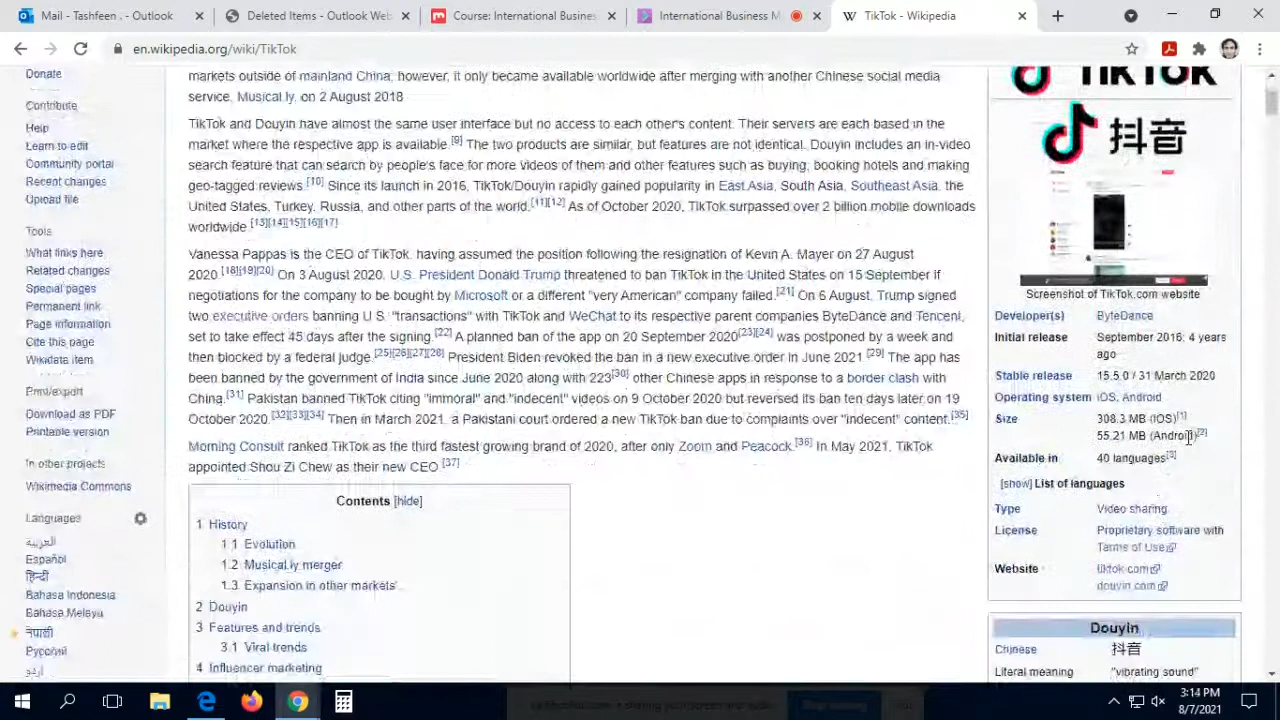 Mail - Tashfeen . - Outlook
Deleted Items - Outlook Web
Course: International Busines
International Business M
TikTok - Wikipedia
en.wikipedia.org/wiki/TikTok
Donate
Contribute
Help
Learn to edit
Community portal
Recent changes
Upload file
Tools
What links here
Related changes
Special pages
Permanent link
Page information
Cite this page
Wikidata item
Print/export
Download as PDF
Printable version
In other projects
Wikimedia Commons
Languages
العربية
Español
हिन्दी
Bahasa Indonesia
Bahasa Melayu
नेपाली
Русский
اردو
markets outside of mainland China; however, it only became available worldwide after merging with another Chinese social media
service, Musical.ly, on 2 August 2018
TikTok and Douyin have almost the same user interface but no access to each other's content. Their servers are each based in the
market where the respective app is available.[9] The two products are similar, but features are not identical. Douyin includes an in-video
search feature that can search by people's face for more videos of them and other features such as buying, booking hotels and making
geo-tagged reviews.[10] Since its launch in 2016, TikTok/Douyin rapidly gained popularity in East Asia, South Asia, Southeast Asia, the
United States, Turkey, Russia, and other parts of the world.[11][12] As of October 2020, TikTok surpassed over 2 billion mobile downloads
worldwide.[13][14][15][16][17]
Vanessa Pappas is the CEO of TikTok, having assumed the position following the resignation of Kevin A. Mayer on 27 August
2020.[18][19][20] On 3 August 2020, U.S. President Donald Trump threatened to ban TikTok in the United States on 15 September if
negotiations for the company to be bought by Microsoft or a different "very American" company failed.[21] On 6 August, Trump signed
two executive orders banning U.S. "transactions" with TikTok and WeChat to its respective parent companies ByteDance and Tencent,
set to take effect 45 days after the signing.[22] A planned ban of the app on 20 September 2020[23][24] was postponed by a week and
then blocked by a federal judge.[25][26][27][28] President Biden revoked the ban in a new executive order in June 2021.[29] The app has
been banned by the government of India since June 2020 along with 223[30] other Chinese apps in response to a border clash with
China.[31] Pakistan banned TikTok citing "immoral" and "indecent" videos on 9 October 2020 but reversed its ban ten days later on 19
October 2020.[32][33][34] Then in March 2021, a Pakistani court ordered a new TikTok ban due to complaints over "indecent" content.[35]
Morning Consult ranked TikTok as the third fastest growing brand of 2020, after only Zoom and Peacock.[36] In May 2021, TikTok
appointed Shou Zi Chew as their new CEO.[37]
Contents [hide]
1 History
1.1 Evolution
1.2 Musical.ly merger
1.3 Expansion in other markets
2 Douyin
3 Features and trends
3.1 Viral trends
4 Influencer marketing
TikTok
抖音
Screenshot of TikTok.com website
Developer(s) ByteDance
Initial release September 2016; 4 years
ago
Stable release 15.5.0 / 31 March 2020
Operating system iOS, Android
Size 308.3 MB (iOS)[1]
55.21 MB (Android)[2]
Available in 40 languages[3]
[show] List of languages
Type Video sharing
License Proprietary software with
Terms of Use
Website tiktok.com
douyin.com
Douyin
Chinese 抖音
Literal meaning "vibrating sound"
3:14 PM
8/7/2021